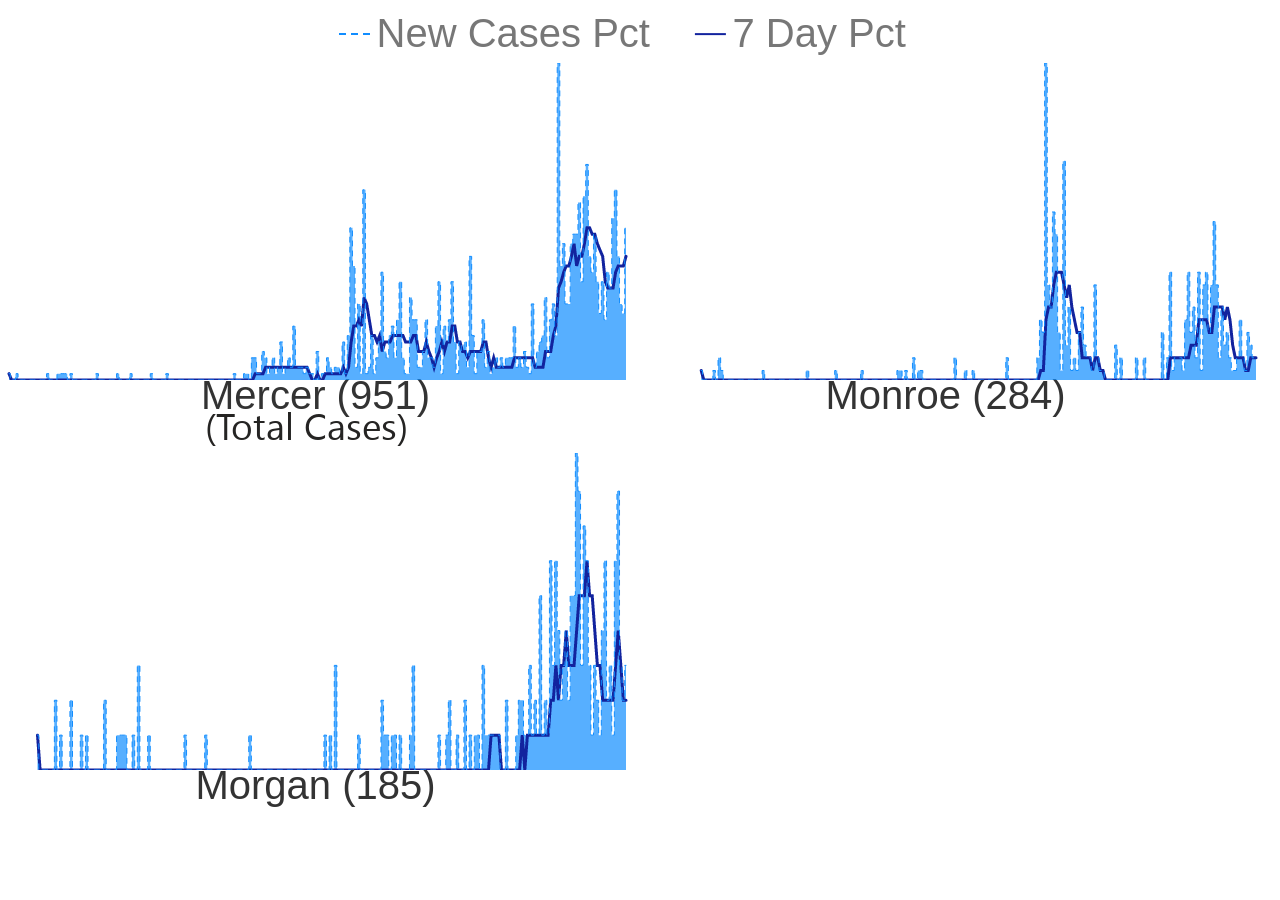 New Cases Pct 7 Day Pct
Mercer (951) Monroe (284)
(Total Cases)
Morgan (185)